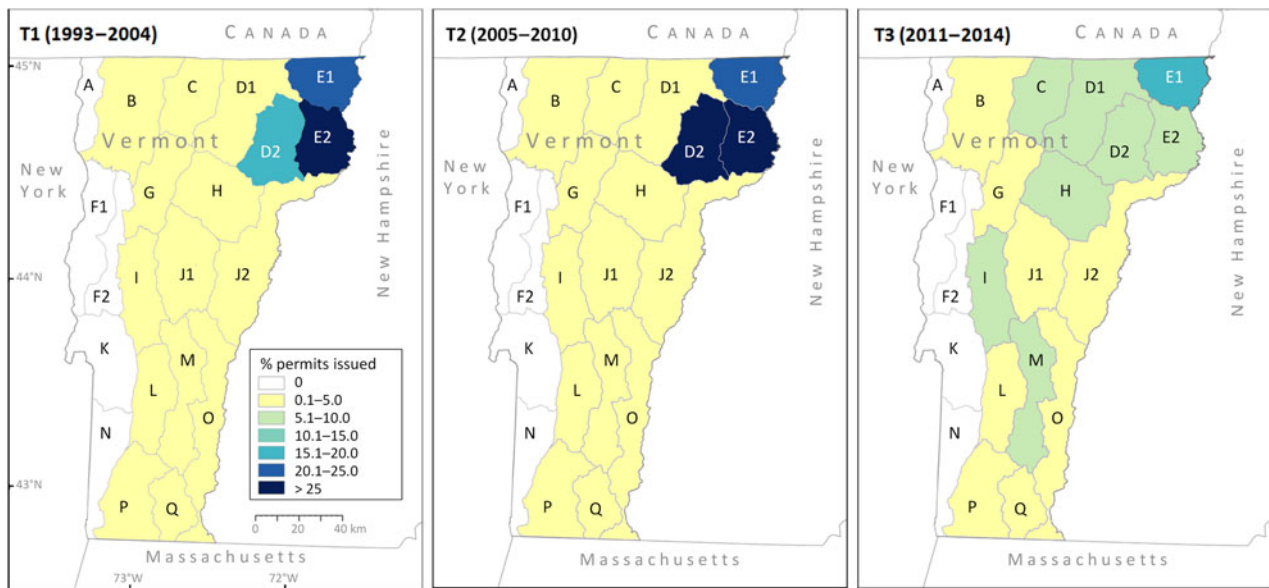 T1 (1993–2004)
CANADA
45°N
A
B
C
D1
E1
Vermont
D2
E2
New
York
New Hampshire
G
H
F1
44°N
I
J1
J2
F2
K
M
L
O
N
43°N
P
Q
% permits issued
0
0.1–5.0
5.1–10.0
10.1–15.0
15.1–20.0
20.1–25.0
> 25
0 20 40 km
Massachusetts
73°W
72°W
T2 (2005–2010)
CANADA
A
B
C
D1
E1
Vermont
D2
E2
New
York
New Hampshire
G
H
F1
I
J1
J2
F2
K
M
L
O
N
P
Q
Massachusetts
T3 (2011–2014)
CANADA
A
B
C
D1
E1
Vermont
D2
E2
New
York
New Hampshire
G
H
F1
I
J1
J2
F2
K
M
L
O
N
P
Q
Massachusetts